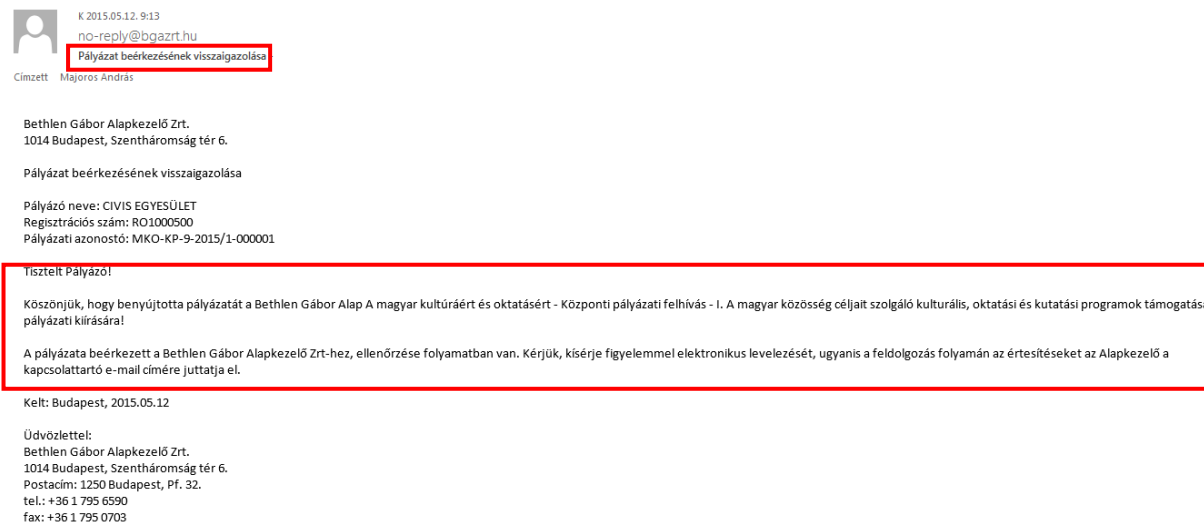 K 2015.05.12. 9:13
no-reply@bgazrt.hu
Pályázat beérkezésének visszaigazolása
Címzett Majoros András
Bethlen Gábor Alapkezelő Zrt.
1014 Budapest, Szentháromság tér 6.
Pályázat beérkezésének visszaigazolása
Pályázó neve: CIVIS EGYESÜLET
Regisztrációs szám: RO1000500
Pályázati azonostó: MKO-KP-9-2015/1-000001
Tisztelt Pályázó!
Köszönjük, hogy benyújtotta pályázatát a Bethlen Gábor Alap A magyar kultúráért és oktatásért - Központi pályázati felhívás - I. A magyar közösség céljait szolgáló kulturális, oktatási és kutatási programok támogatása
pályázati kiírására!
A pályázata beérkezett a Bethlen Gábor Alapkezelő Zrt-hez, ellenőrzése folyamatban van. Kérjük, kísérje figyelemmel elektronikus levelezését, ugyanis a feldolgozás folyamán az értesítéseket az Alapkezelő a
kapcsolattartó e-mail címére juttatja el.
Kelt: Budapest, 2015.05.12
Üdvözlettel:
Bethlen Gábor Alapkezelő Zrt.
1014 Budapest, Szentháromság tér 6.
Postacím: 1250 Budapest, Pf. 32.
tel.: +36 1 795 6590
fax: +36 1 795 0703